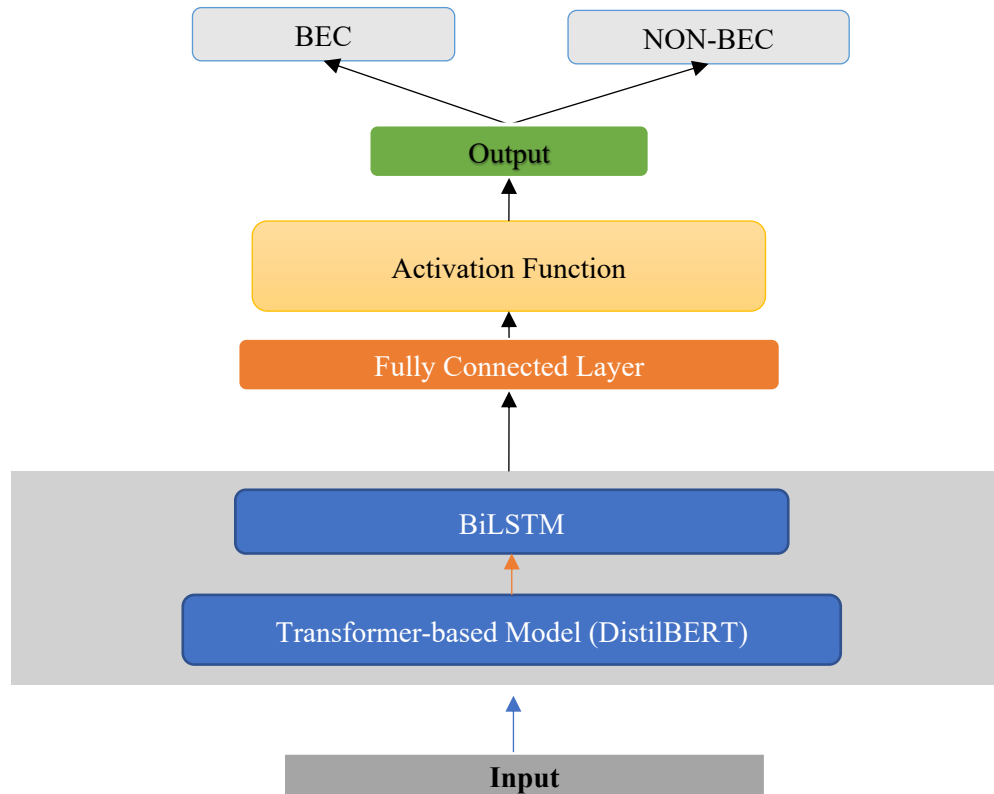 BEC
NON-BEC
Output
Activation Function
Fully Connected Layer
BiLSTM
Transformer-based Model (DistilBERT)
Input